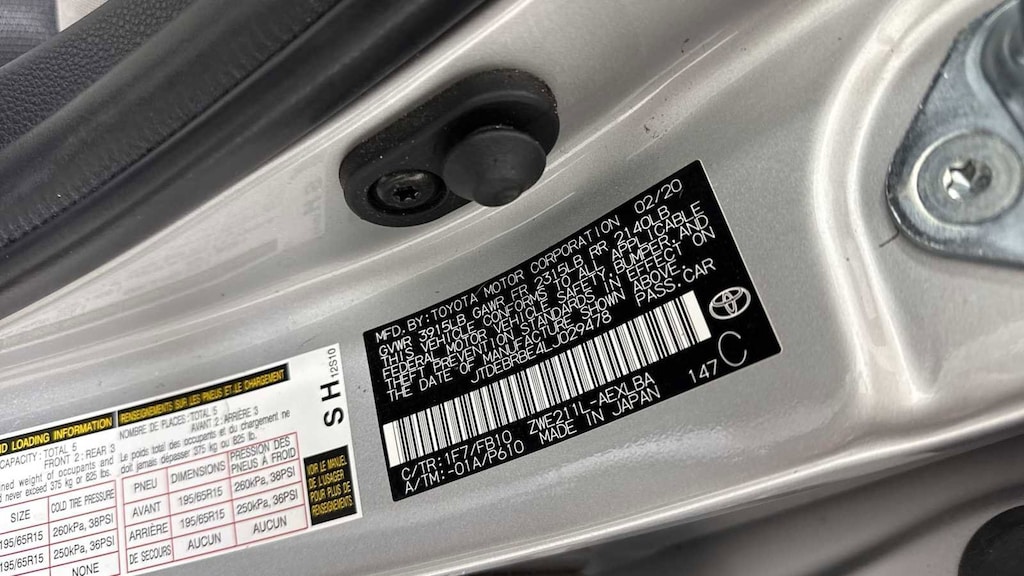 MFD. BY: TOYOTA MOTOR CORPORATION 02/20
GVWR 3915LB GAWR FR 2315LB RR 2140LB
THIS VEHICLE CONFORMS TO ALL APPLICABLE
FEDERAL MOTOR VEHICLE SAFETY, BUMPER, AND
THEFT PREVENTION STANDARDS IN EFFECT ON
THE DATE OF MANUFACTURE SHOWN ABOVE.
JTDEBRBE4LJ029478 PASS. CAR
C/TR: 1F7/FB10 ZWE211L-AEXLBA 147 C
A/TM: -01A/P610 MADE IN JAPAN
SH 12S10
ND LOADING INFORMATION
RENSEIGNEMENTS SUR LES PNEUS ET LE CHARGEMENT
CAPACITY: TOTAL 5
FRONT 2: REAR 3
ned weight of occupants and
d never exceed 375 kg or 825 lbs.
NOMBRE DE PLACES: TOTAL 5
AVANT 2: ARRIÈRE 3
Le poids total des occupants et du chargement ne
doit jamais dépasser 375 kg ou 825 lb.
SIZE COLD TIRE PRESSURE
195/65R15 260kPa, 38PSI
195/65R15 250kPa, 36PSI
NONE
PNEU DIMENSIONS PRESSION DES PNEUS À FROID
AVANT 195/65R15 260kPa, 38PSI
ARRIÈRE 195/65R15 250kPa, 36PSI
DE SECOURS AUCUN AUCUN
VOIR LE MANUEL
DE L'USAGER
POUR PLUS DE
RENSEIGNEMENTS